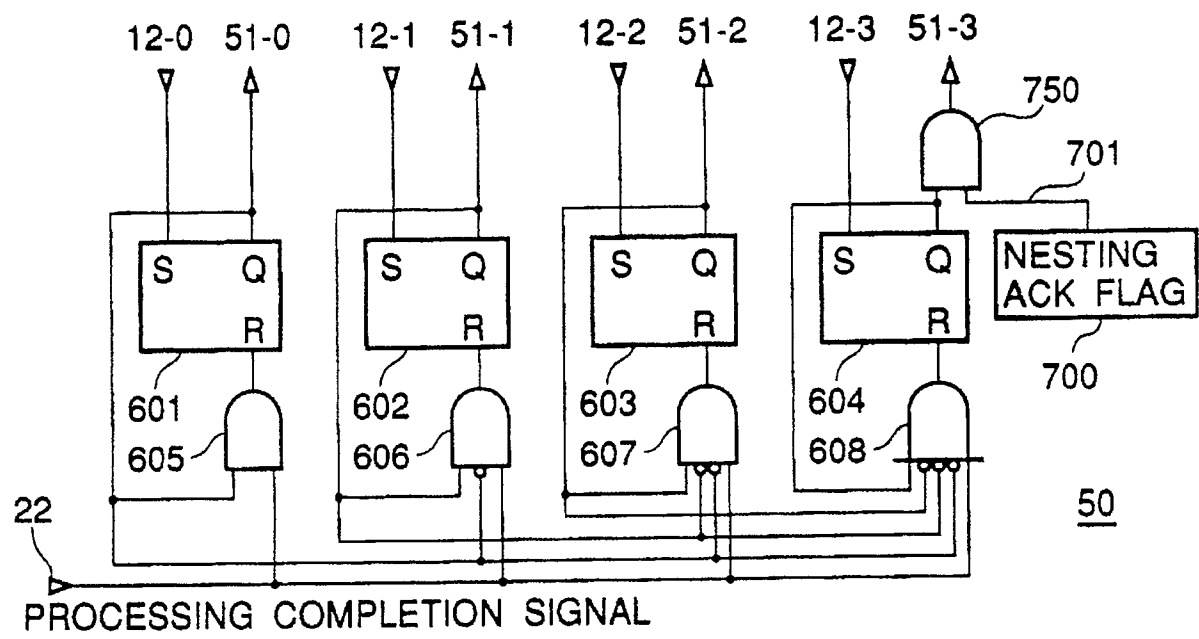 12-0 51-0 12-1 51-1 12-2 51-2 12-3 51-3
750
701
S Q S Q S Q S Q NESTING
R R R R ACK FLAG
601 602 603 604 700
605 606 607 608
22 50
PROCESSING COMPLETION SIGNAL